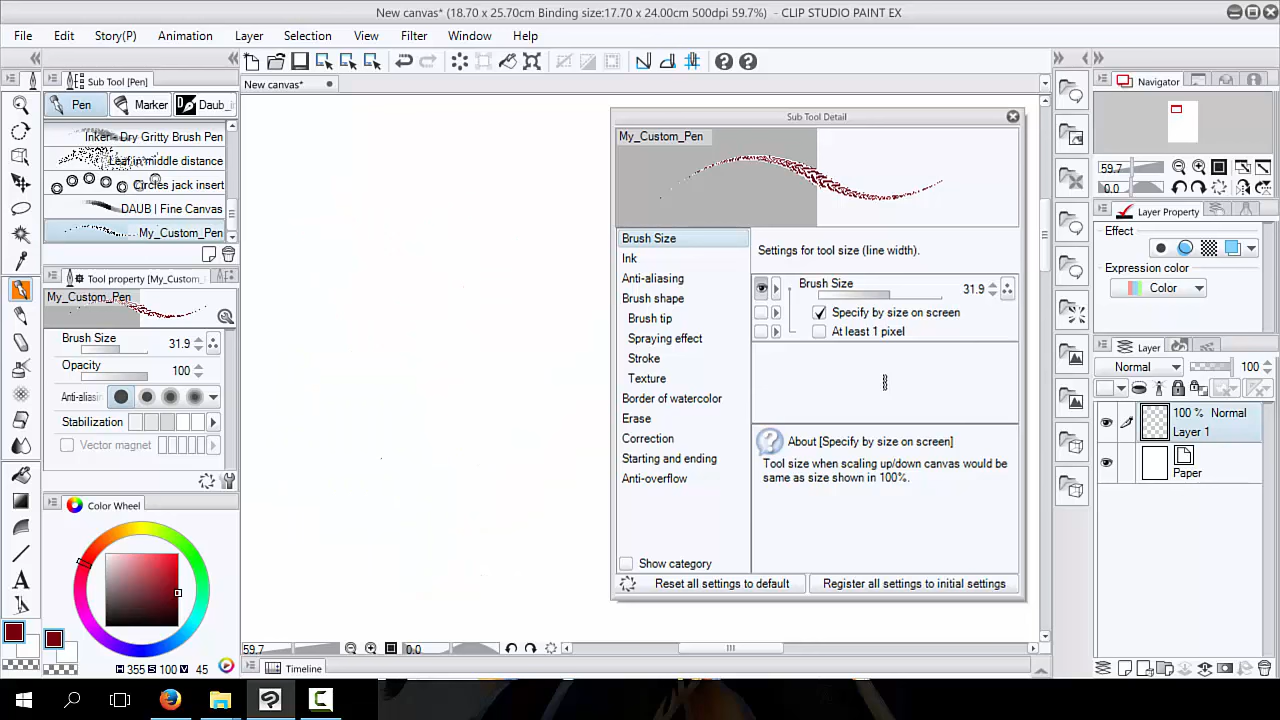 New canvas* (18.70 x 25.70cm Binding size:17.70 x 24.00cm 500dpi 59.7%) - CLIP STUDIO PAINT EX
File Edit Story(P) Animation Layer Selection View Filter Window Help
Sub Tool [Pen]
Pen Marker Daub_i
Inker - Dry Gritty Brush Pen
Leaf in middle distance
Circles jack insert
DAUB | Fine Canvas
My_Custom_Pen
Tool property [My_Custom_
My_Custom_Pen
Brush Size 31.9
Opacity 100
Anti-aliasin
Stabilization
Vector magnet
Color Wheel
H 355 S 100 V 45
New canvas*
Sub Tool Detail
My_Custom_Pen
Brush Size
Ink
Anti-aliasing
Brush shape
Brush tip
Spraying effect
Stroke
Texture
Border of watercolor
Erase
Correction
Starting and ending
Anti-overflow
Show category
Settings for tool size (line width).
Brush Size 31.9
Specify by size on screen
At least 1 pixel
About [Specify by size on screen]
Tool size when scaling up/down canvas would be
same as size shown in 100%.
Reset all settings to default
Register all settings to initial settings
59.7 0.0
Timeline
Navigator
59.7
0.0
Layer Property
Effect
Expression color
Color
Layer
Normal 100
100 % Normal
Layer 1
Paper